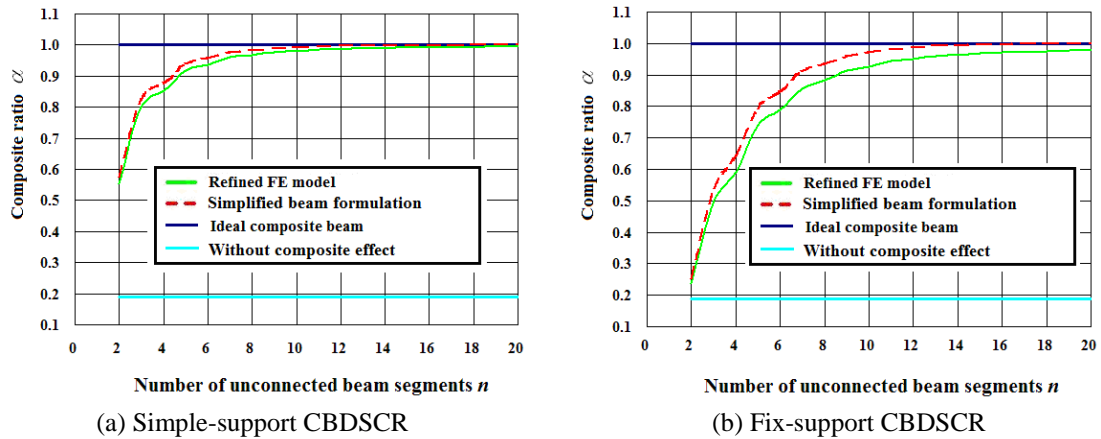 1.1
1.0
0.9
0.8
0.7
0.6
0.5
0.4
0.3
0.2
0.1
Composite ratio α
Refined FE model
Simplified beam formulation
Ideal composite beam
Without composite effect
0 2 4 6 8 10 12 14 16 18 20
Number of unconnected beam segments n
(a) Simple-support CBDSCR
1.1
1.0
0.9
0.8
0.7
0.6
0.5
0.4
0.3
0.2
0.1
Composite ratio α
Refined FE model
Simplified beam formulation
Ideal composite beam
Without composite effect
0 2 4 6 8 10 12 14 16 18 20
Number of unconnected beam segments n
(b) Fix-support CBDSCR